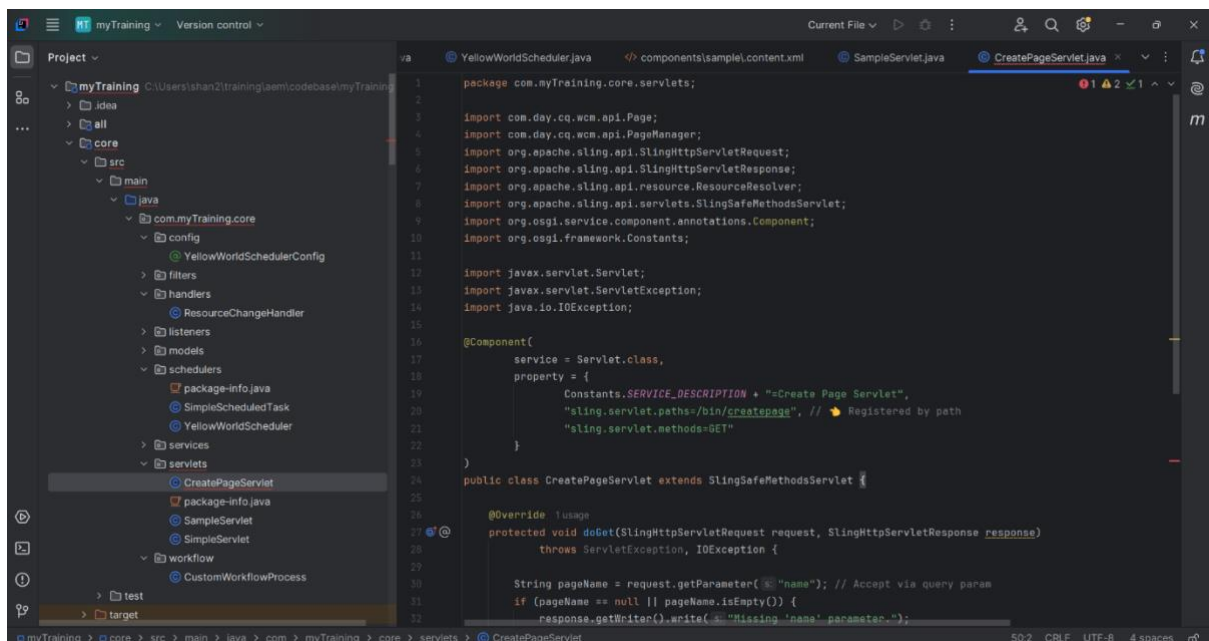 MT myTraining Version control Current File
Project
va YellowWorldScheduler.java components\sample\.content.xml SampleServlet.java CreatePageServlet.java
myTraining C:\Users\shan2\training\aem\codebase\myTraining
.idea
all
core
src
main
java
com.myTraining.core
config
YellowWorldSchedulerConfig
filters
handlers
ResourceChangeHandler
listeners
models
schedulers
package-info.java
SimpleScheduledTask
YellowWorldScheduler
services
servlets
CreatePageServlet
package-info.java
SampleServlet
SimpleServlet
workflow
CustomWorkflowProcess
test
target
1 2 1
m
1 package com.myTraining.core.servlets;
2
3 import com.day.cq.wcm.api.Page;
4 import com.day.cq.wcm.api.PageManager;
5 import org.apache.sling.api.SlingHttpServletRequest;
6 import org.apache.sling.api.SlingHttpServletResponse;
7 import org.apache.sling.api.resource.ResourceResolver;
8 import org.apache.sling.api.servlets.SlingSafeMethodsServlet;
9 import org.osgi.service.component.annotations.Component;
10 import org.osgi.framework.Constants;
11
12 import javax.servlet.Servlet;
13 import javax.servlet.ServletException;
14 import java.io.IOException;
15
16 @Component(
17 service = Servlet.class,
18 property = {
19 Constants.SERVICE_DESCRIPTION + "=Create Page Servlet",
20 "sling.servlet.paths=/bin/createpage", // 👈 Registered by path
21 "sling.servlet.methods=GET"
22 }
23 )
24 public class CreatePageServlet extends SlingSafeMethodsServlet {
25
26 @Override 1 usage
27 protected void doGet(SlingHttpServletRequest request, SlingHttpServletResponse response)
28 throws ServletException, IOException {
29
30 String pageName = request.getParameter( s: "name"); // Accept via query param
31 if (pageName == null || pageName.isEmpty()) {
32 response.getWriter().write( s: "Missing 'name' parameter.");
myTraining > core > src > main > java > com > myTraining > core > servlets > CreatePageServlet 50:2 CRLF UTF-8 4 spaces